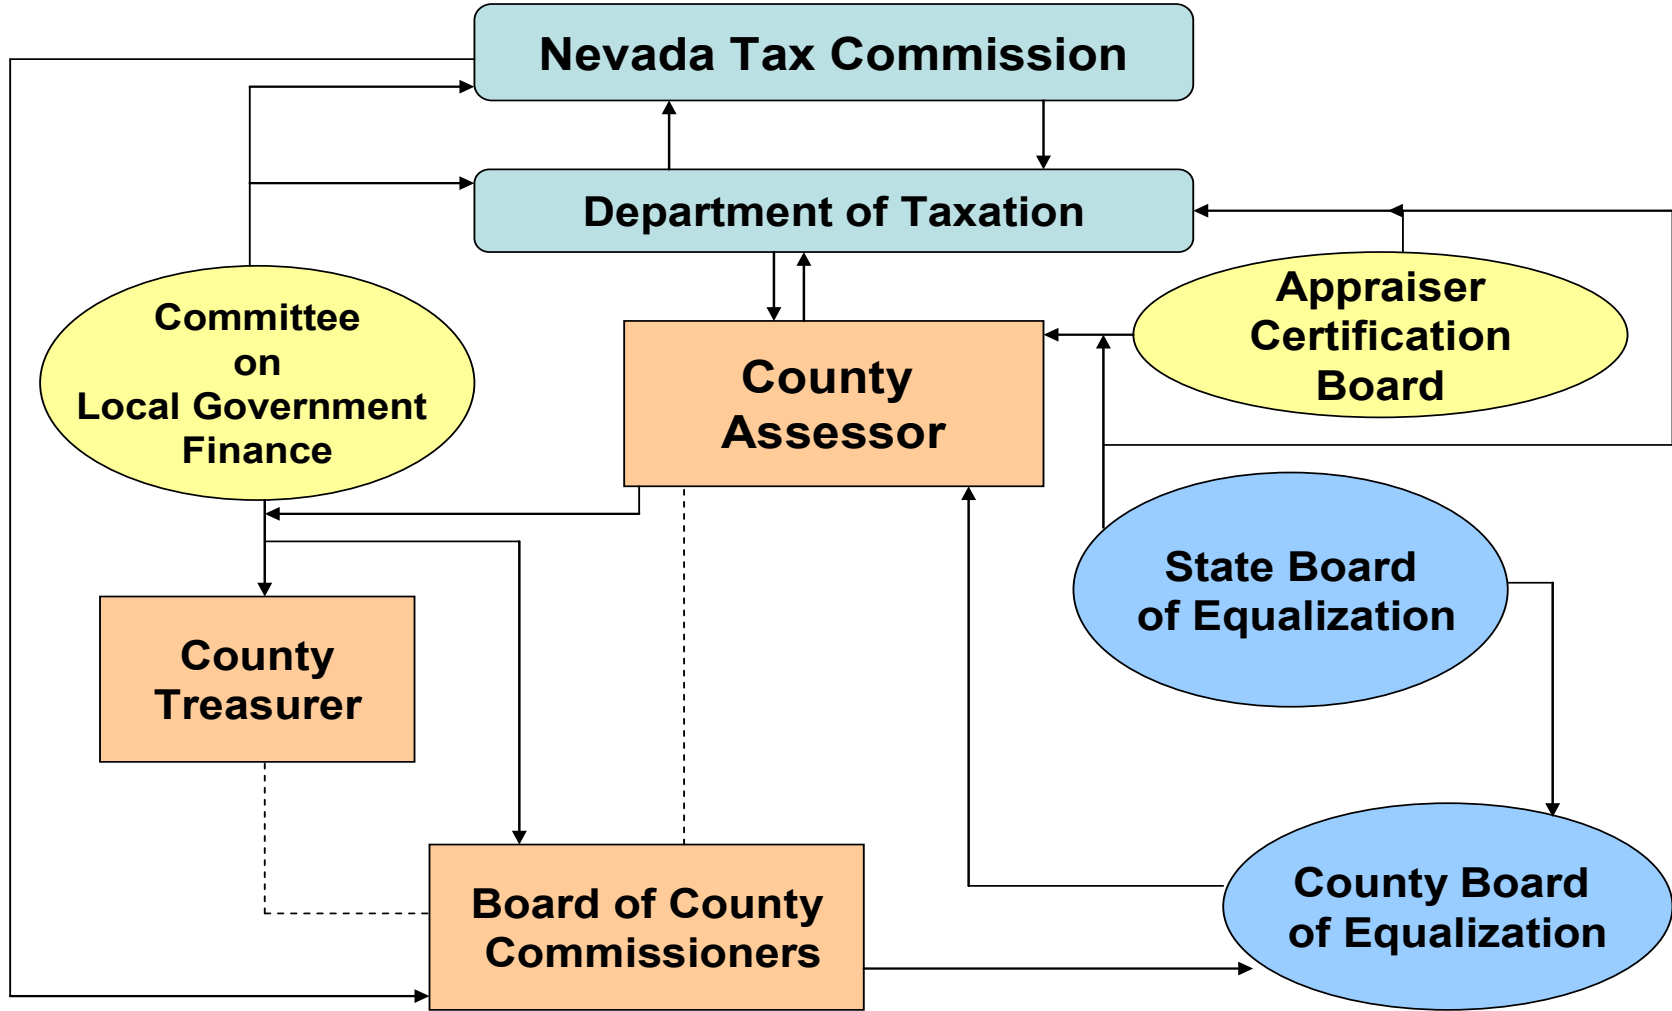 Nevada Tax Commission
Department of Taxation
Committee
on
Local Government
Finance
Appraiser
Certification
Board
County
Assessor
State Board
of Equalization
County
Treasurer
Board of County
Commissioners
County Board
of Equalization